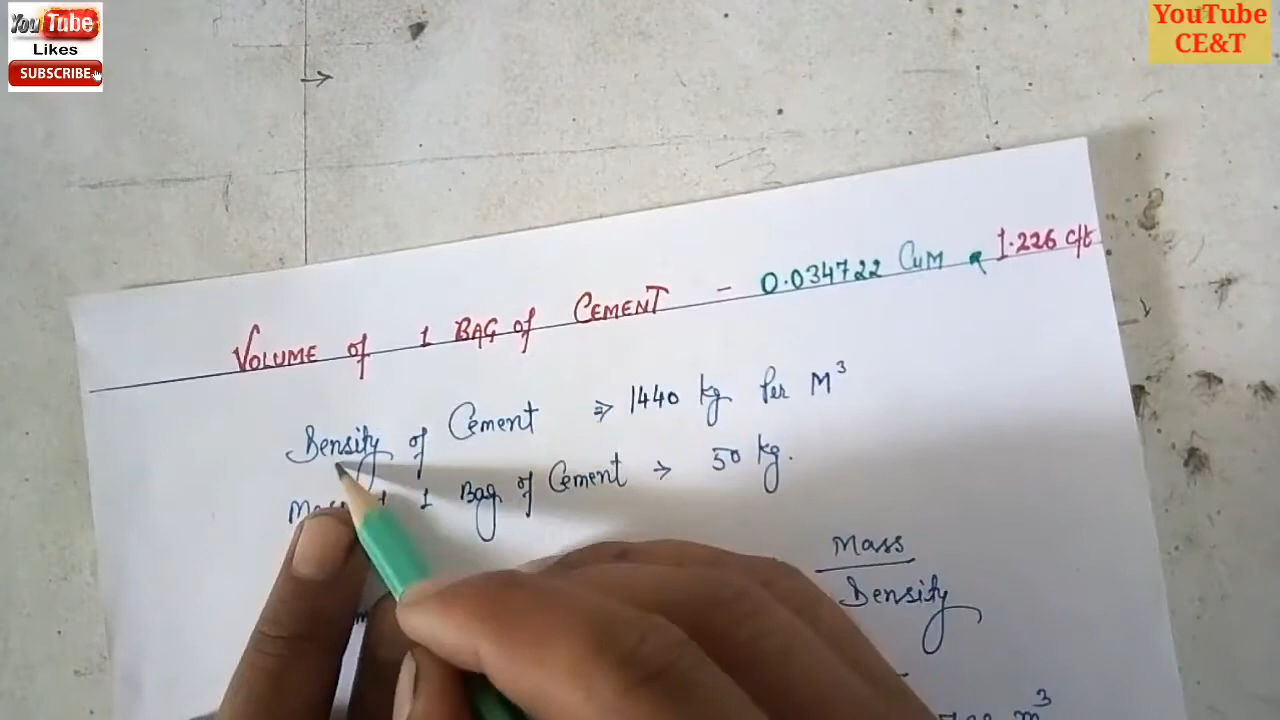 You Tube
Likes
SUBSCRIBE
YouTube
CE&T
VOLUME of 1 BAG of CEMENT - 0.034722 CUM & 1.226 cft
Density of Cement ⇒ 1440 kg Per M³
1 Bag of Cement → 50 kg.
Mass
Density
m³